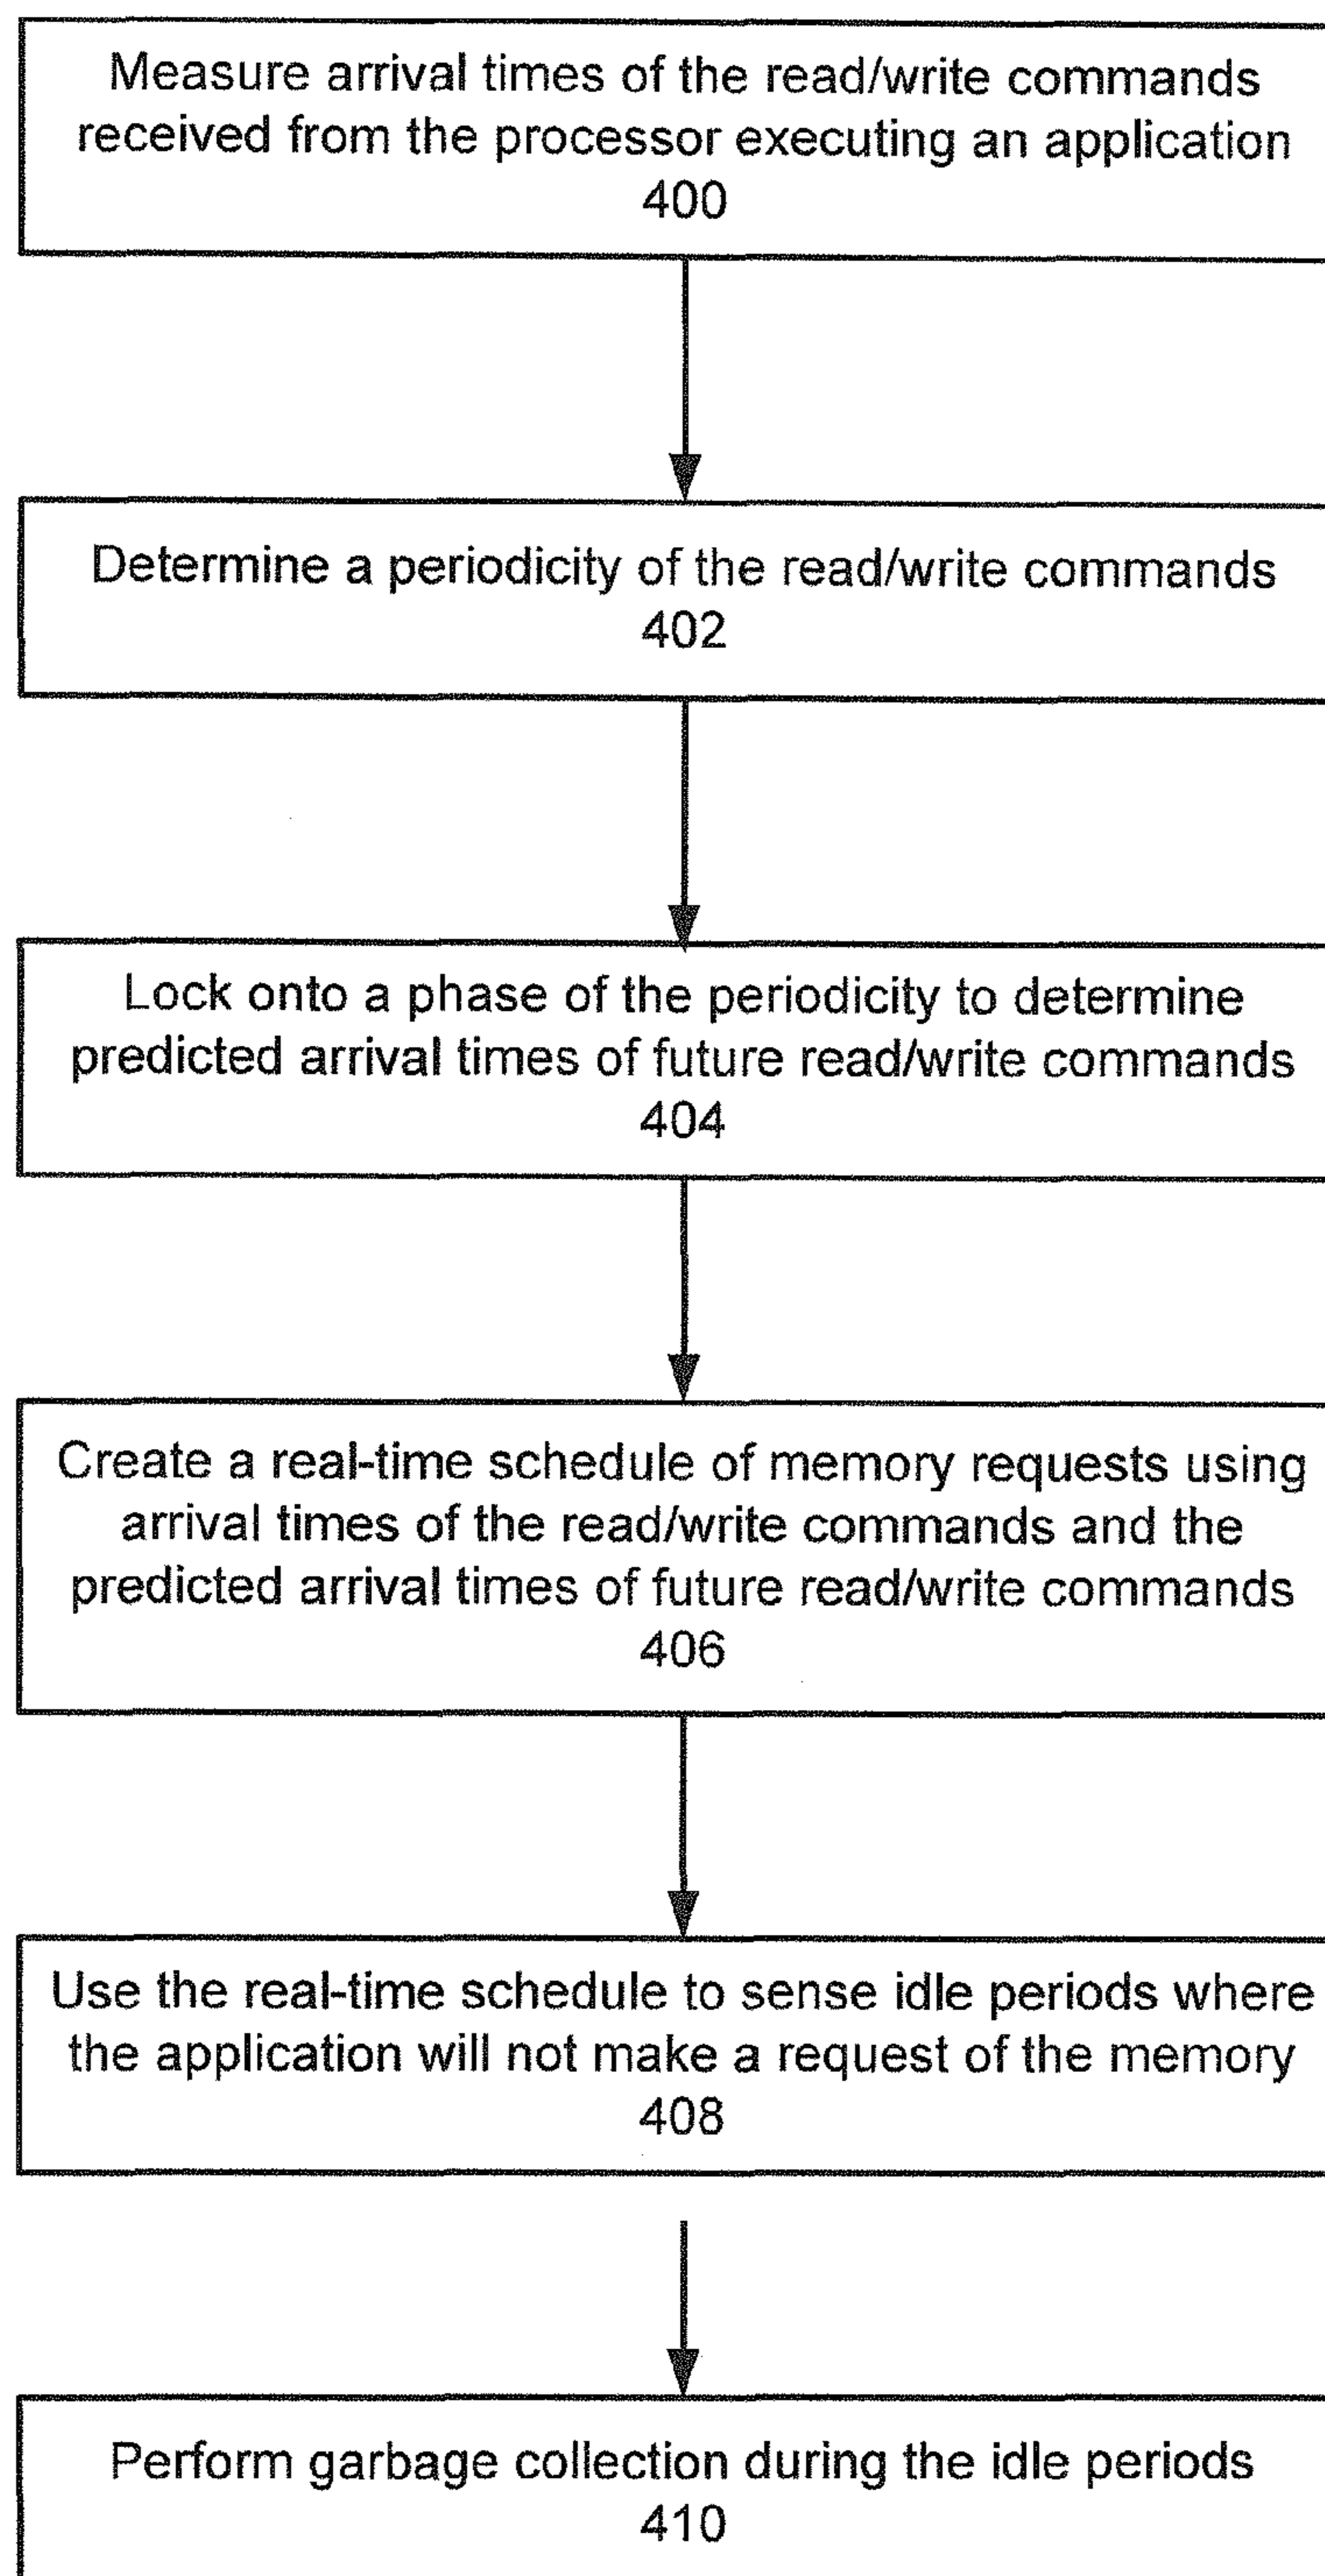 Measure arrival times of the read/write commands
received from the processor executing an application
400
Determine a periodicity of the read/write commands
402
Lock onto a phase of the periodicity to determine
predicted arrival times of future read/write commands
404
Create a real-time schedule of memory requests using
arrival times of the read/write commands and the
predicted arrival times of future read/write commands
406
Use the real-time schedule to sense idle periods where
the application will not make a request of the memory
408
Perform garbage collection during the idle periods
410